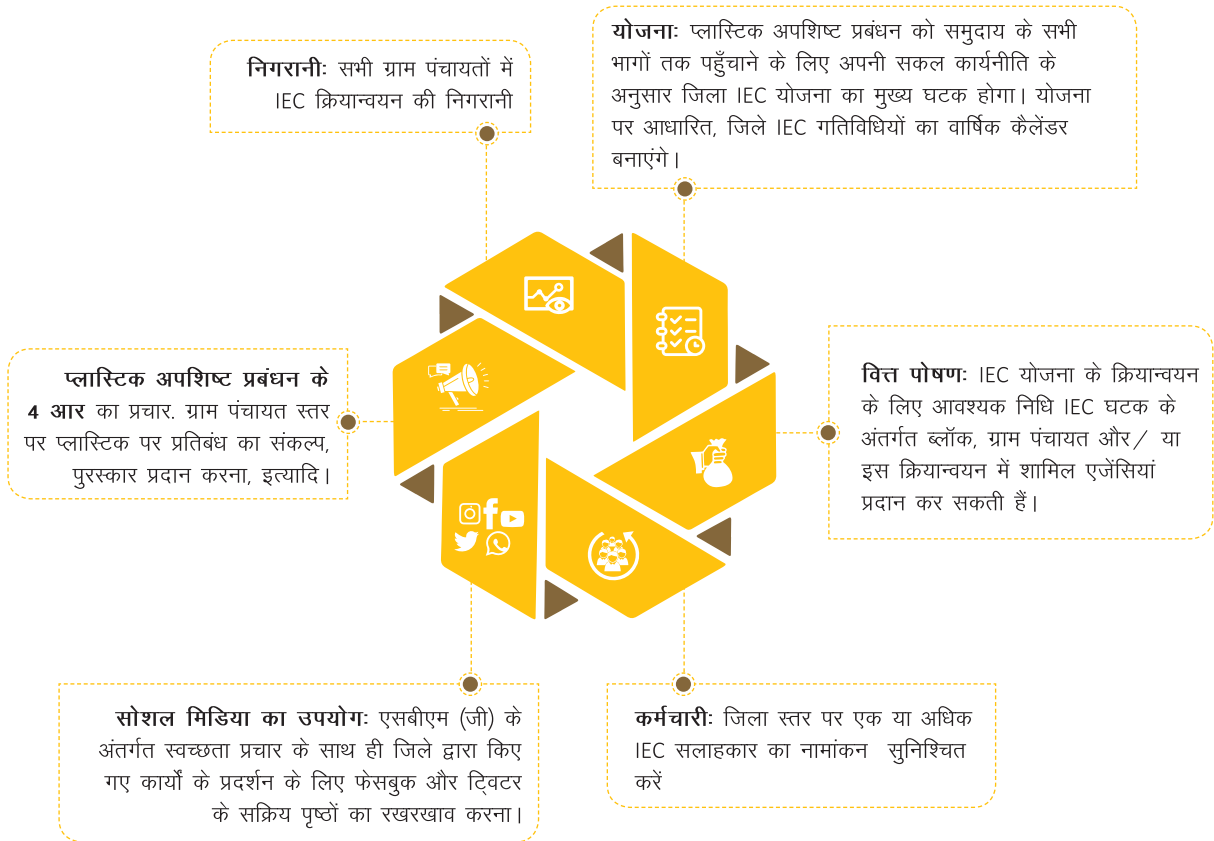 निगरानीः सभी ग्राम पंचायतों में
IEC क्रियान्वयन की निगरानी
योजनाः प्लास्टिक अपशिष्ट प्रबंधन को समुदाय के सभी
भागों तक पहुँचाने के लिए अपनी सकल कार्यनीति के
अनुसार जिला IEC योजना का मुख्य घटक होगा। योजना
पर आधारित, जिले IEC गतिविधियों का वार्षिक कैलेंडर
बनाएंगे।
वित्त पोषणः IEC योजना के क्रियान्वयन
के लिए आवश्यक निधि IEC घटक के
अंतर्गत ब्लॉक, ग्राम पंचायत और/ या
इस क्रियान्वयन में शामिल एजेंसियां
प्रदान कर सकती हैं।
कर्मचारीः जिला स्तर पर एक या अधिक
IEC सलाहकार का नामांकन सुनिश्चित
करें
सोशल मिडिया का उपयोगः एसबीएम (जी) के
अंतर्गत स्वच्छता प्रचार के साथ ही जिले द्वारा किए
गए कार्यों के प्रदर्शन के लिए फेसबुक और ट्विटर
के सक्रिय पृष्ठों का रखरखाव करना।
प्लास्टिक अपशिष्ट प्रबंधन के
4 आर का प्रचार. ग्राम पंचायत स्तर
पर प्लास्टिक पर प्रतिबंध का संकल्प,
पुरस्कार प्रदान करना, इत्यादि।